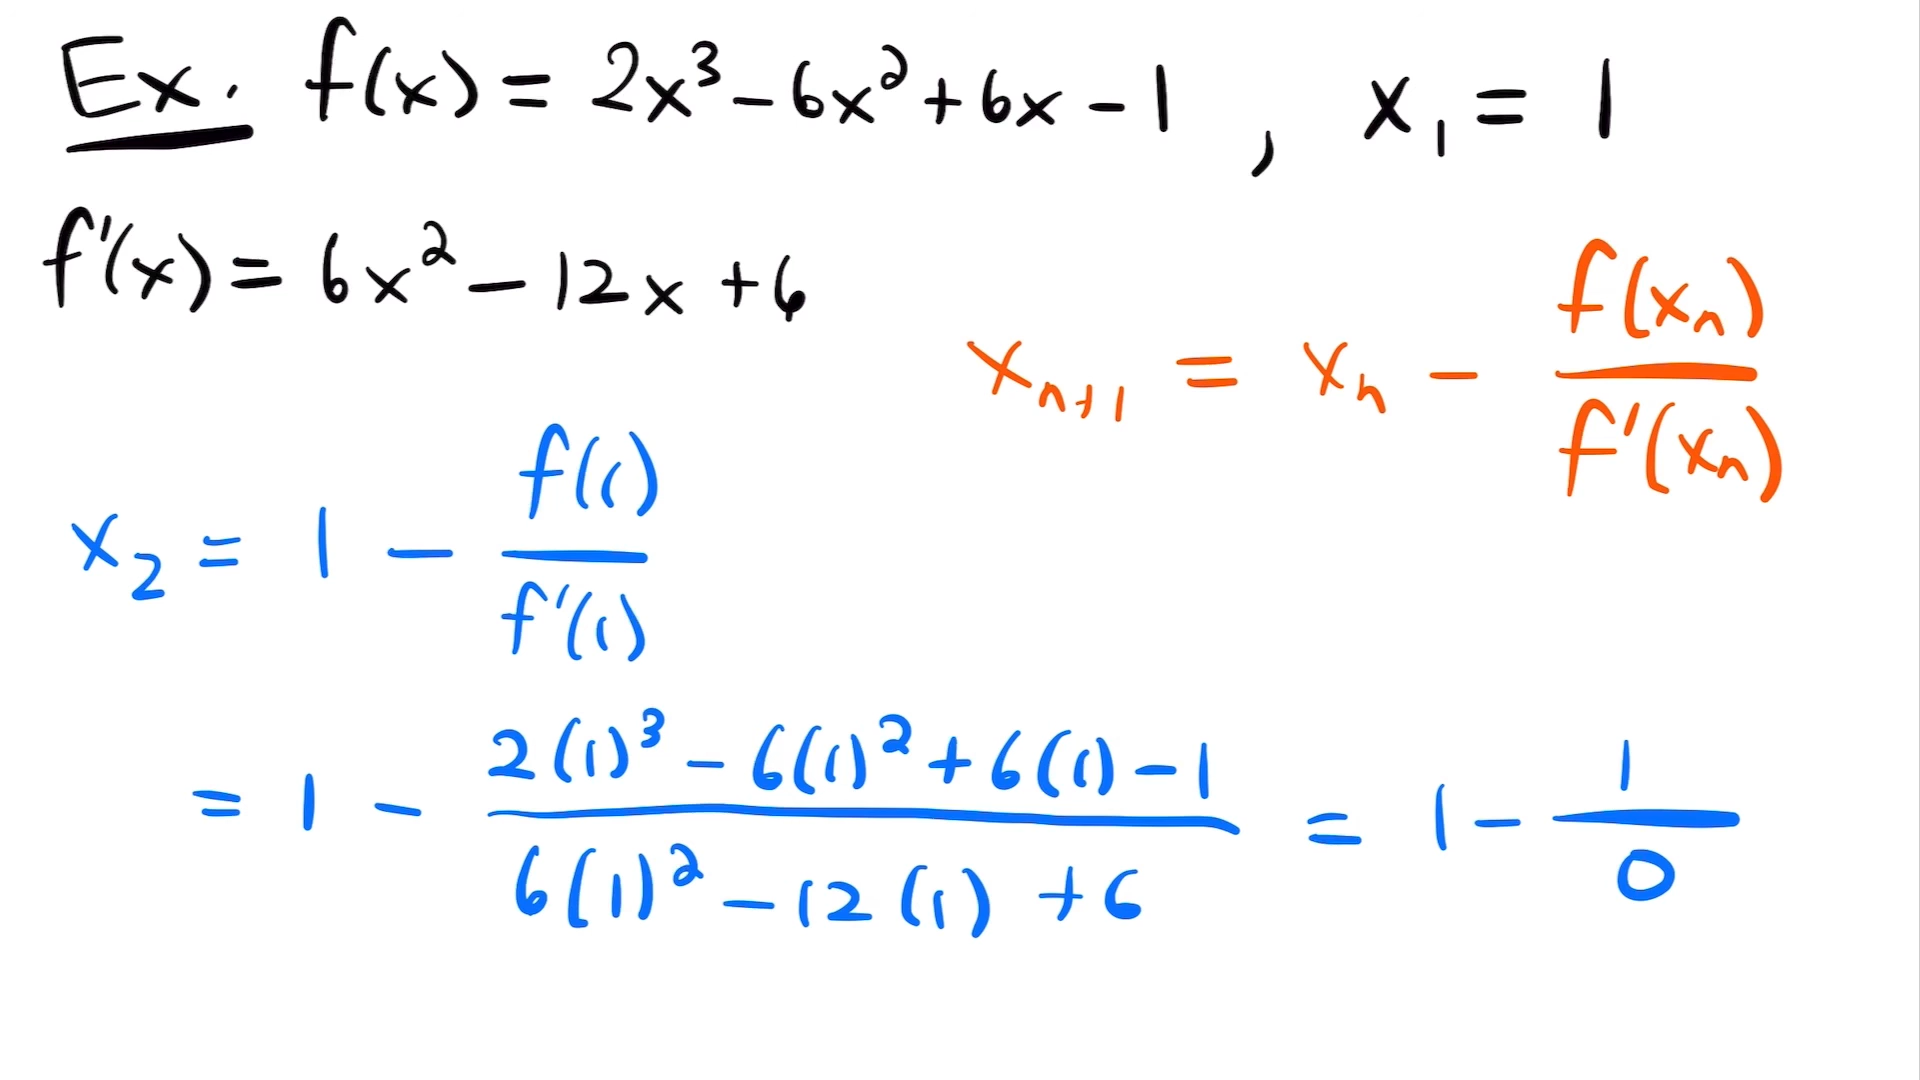 Ex. f(x) = 2x³ – 6x² + 6x – 1 , x₁ = 1
f'(x) = 6x² – 12x + 6
xₙ₊₁ = xₙ – f(xₙ) / f'(xₙ)
x₂ = 1 – f(1) / f'(1)
= 1 – (2(1)³ – 6(1)² + 6(1) – 1) / (6(1)² – 12(1) + 6) = 1 – 1/0